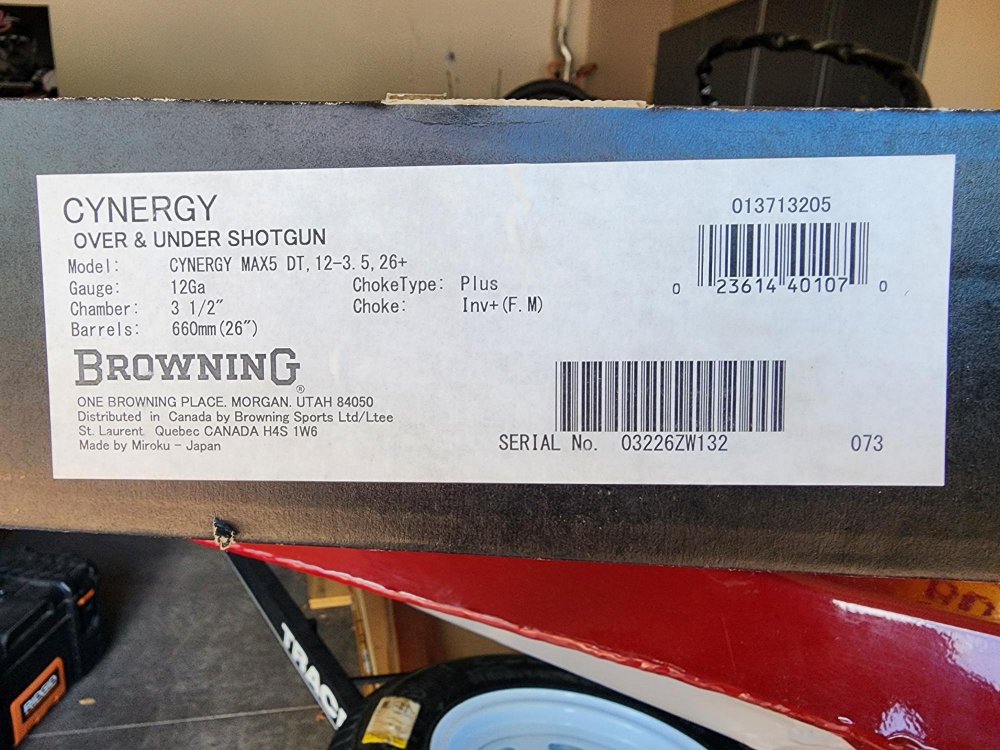 CYNERGY
OVER & UNDER SHOTGUN
Model: CYNERGY MAX5 DT, 12-3.5, 26+
Gauge: 12Ga ChokeType: Plus
Chamber: 3 1/2" Choke: Inv+(F.M)
Barrels: 660mm(26")
013713205
0 23614 40107 0
BROWNING®
ONE BROWNING PLACE. MORGAN. UTAH 84050
Distributed in Canada by Browning Sports Ltd/Ltee
St. Laurent Quebec CANADA H4S 1W6
Made by Miroku - Japan
SERIAL No. 03226ZW132 073
TRAC
RIDGID